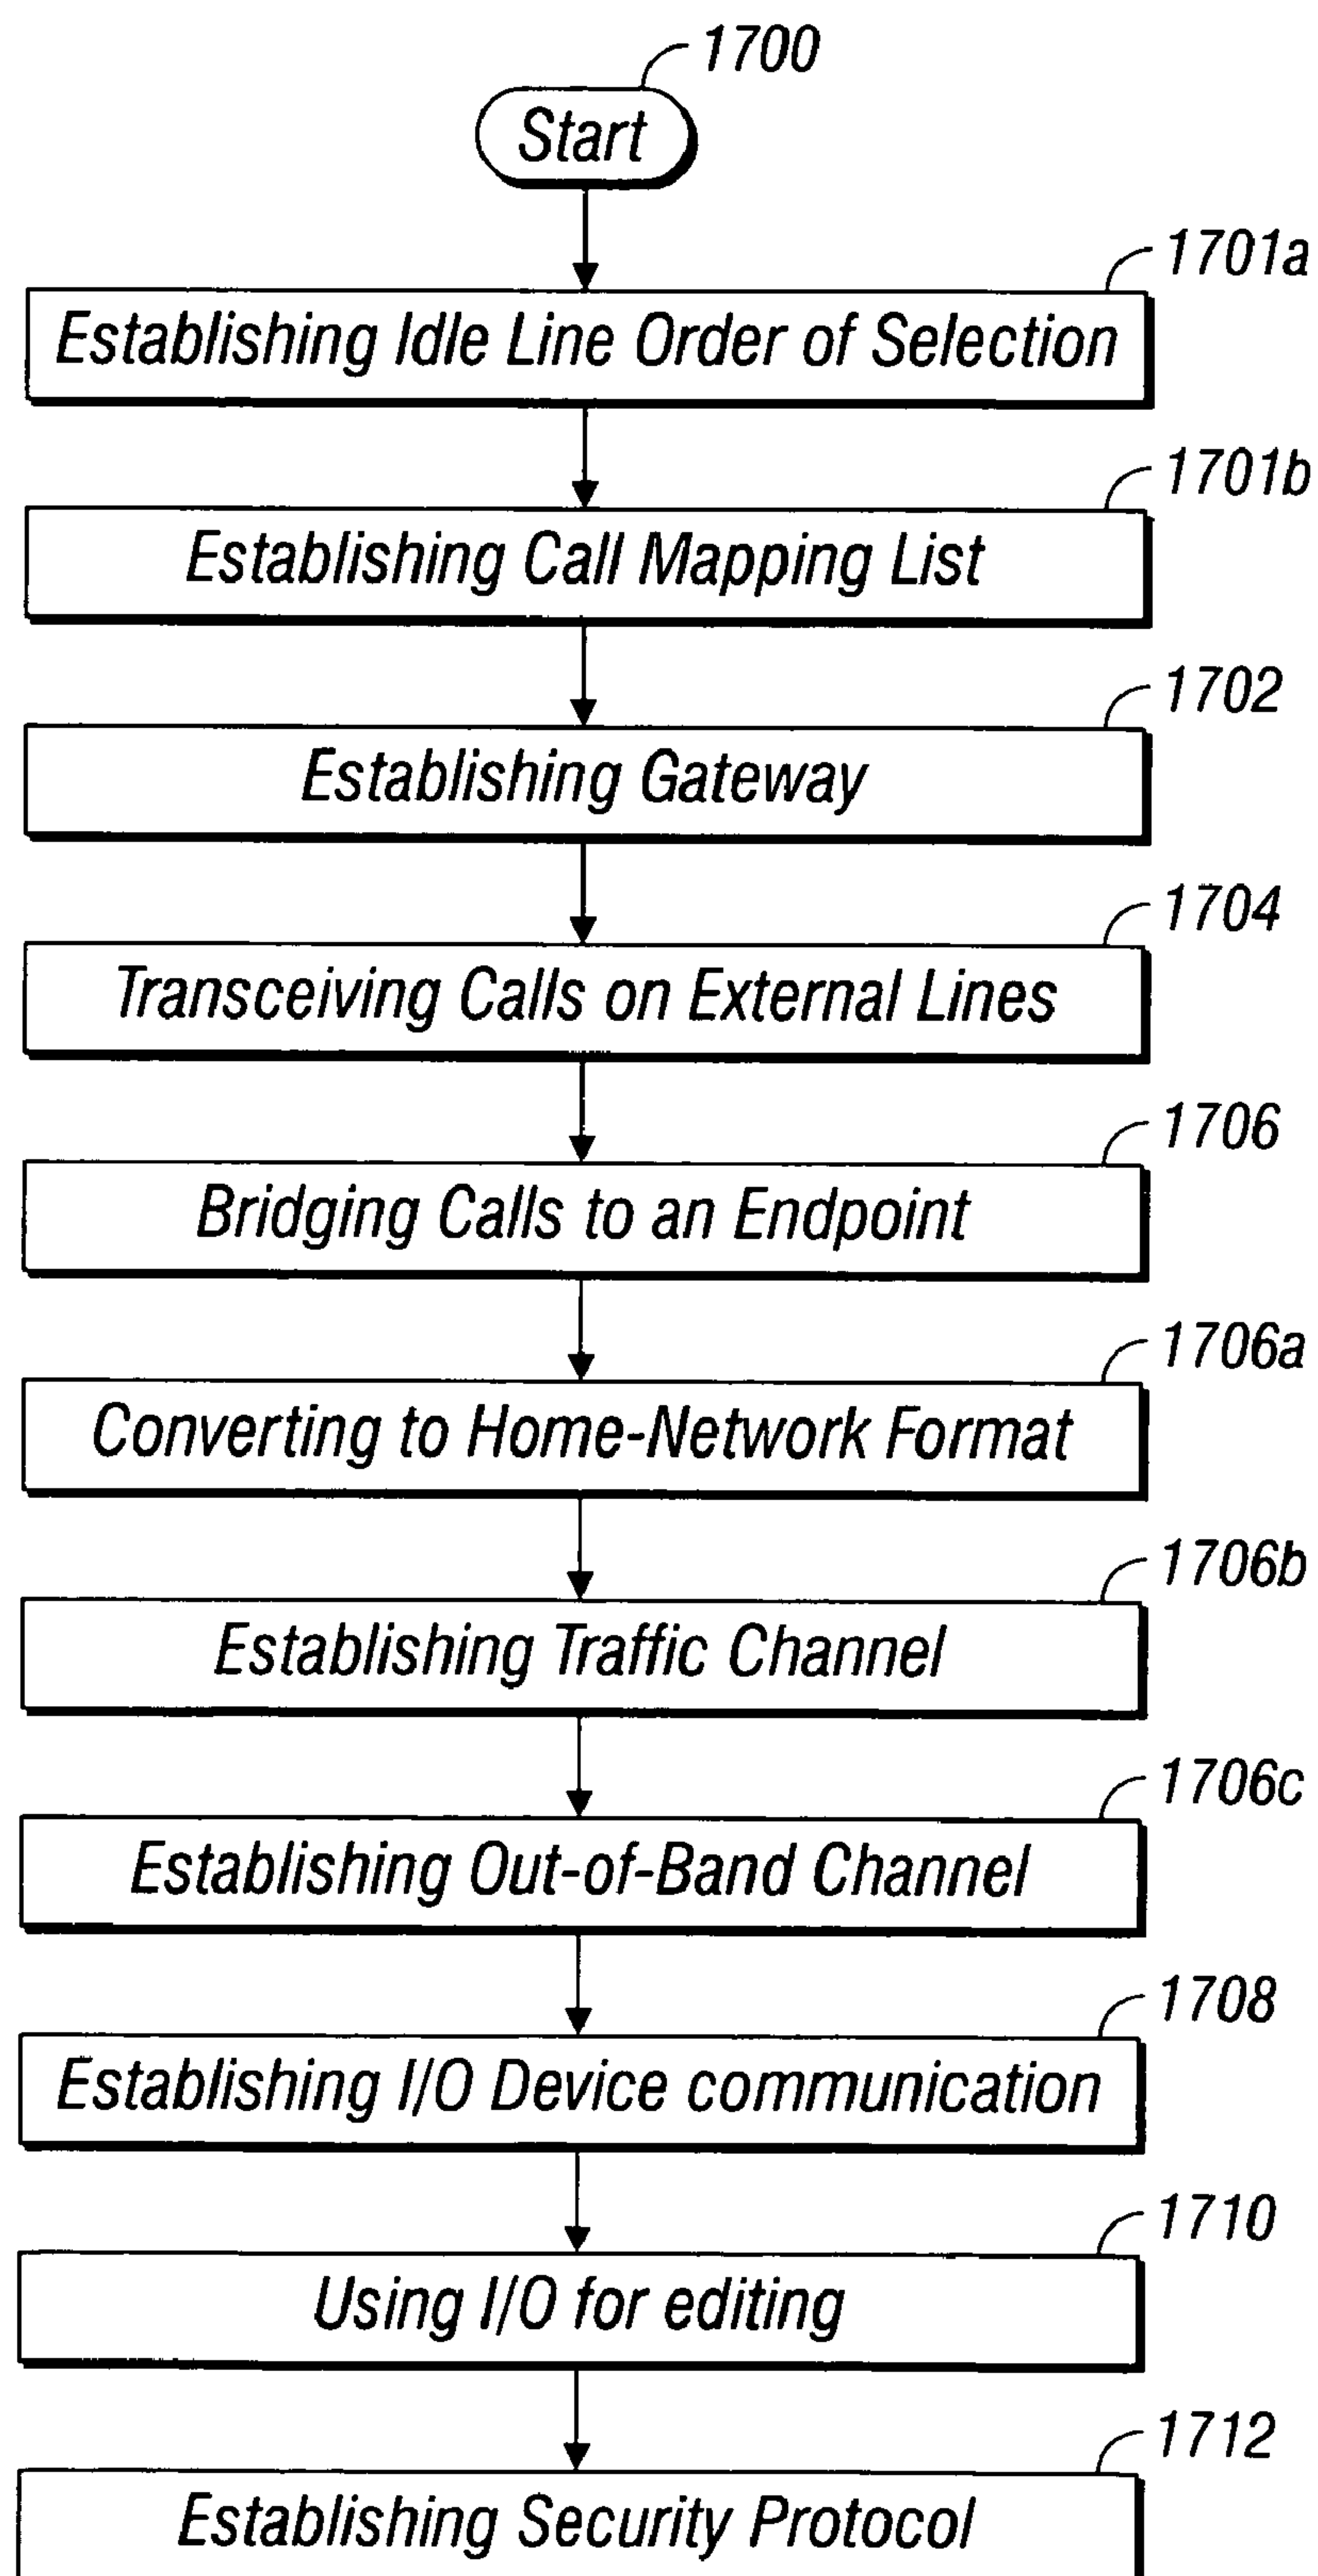 1700
Start
1701a
Establishing Idle Line Order of Selection
1701b
Establishing Call Mapping List
1702
Establishing Gateway
1704
Transceiving Calls on External Lines
1706
Bridging Calls to an Endpoint
1706a
Converting to Home-Network Format
1706b
Establishing Traffic Channel
1706c
Establishing Out-of-Band Channel
1708
Establishing I/O Device communication
1710
Using I/O for editing
1712
Establishing Security Protocol